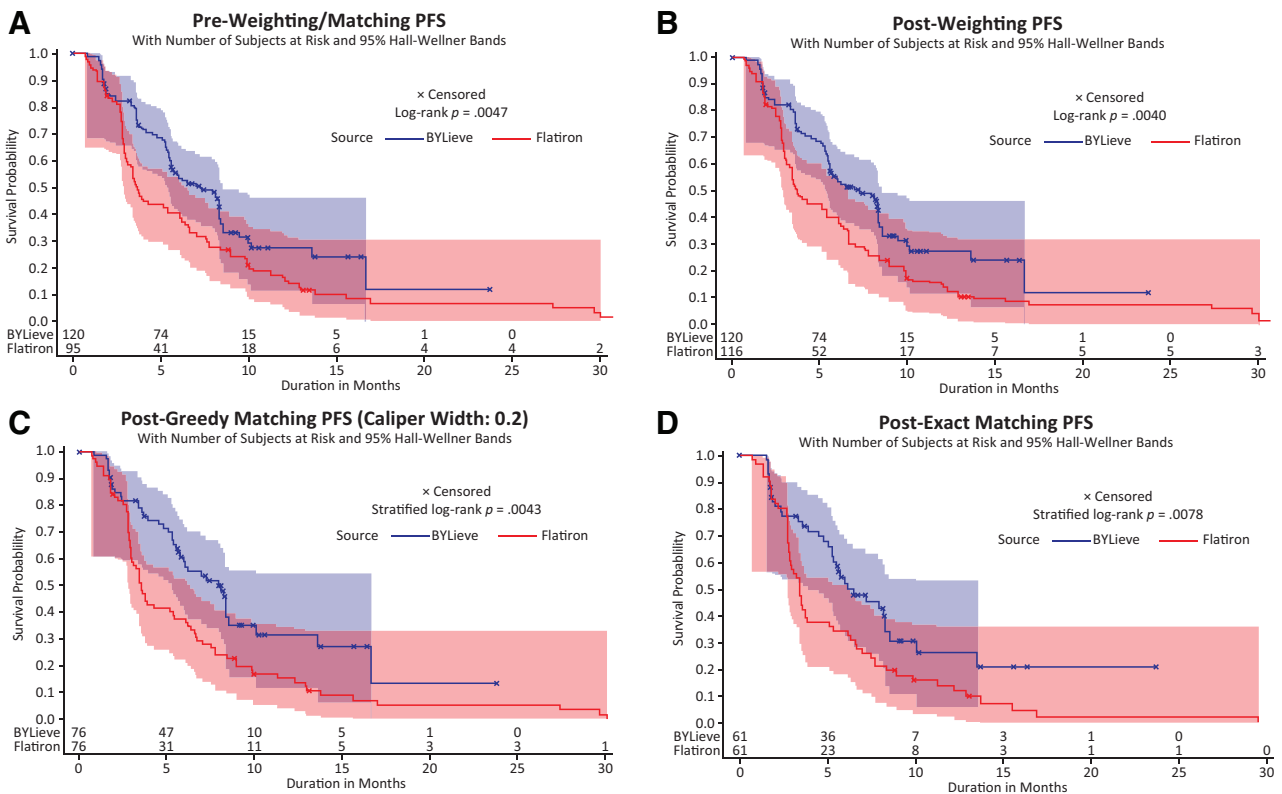 A
Pre-Weighting/Matching PFS
With Number of Subjects at Risk and 95% Hall-Wellner Bands
× Censored
Log-rank p = .0047
Source BYLieve Flatiron
Survival Probablility
1.0
0.9
0.8
0.7
0.6
0.5
0.4
0.3
0.2
0.1
0.0
BYLieve 120 74 15 5 1 0
Flatiron 95 41 18 6 4 4 2
0 5 10 15 20 25 30
Duration in Months
B
Post-Weighting PFS
With Number of Subjects at Risk and 95% Hall-Wellner Bands
× Censored
Log-rank p = .0040
Source BYLieve Flatiron
Survival Probablility
1.0
0.9
0.8
0.7
0.6
0.5
0.4
0.3
0.2
0.1
0.0
BYLieve 120 74 15 5 1 0
Flatiron 116 52 17 7 5 5 3
0 5 10 15 20 25 30
Duration in Months
C
Post-Greedy Matching PFS (Caliper Width: 0.2)
With Number of Subjects at Risk and 95% Hall-Wellner Bands
× Censored
Stratified log-rank p = .0043
Source BYLieve Flatiron
Survival Probablility
1.0
0.9
0.8
0.7
0.6
0.5
0.4
0.3
0.2
0.1
0.0
BYLieve 76 47 10 5 1 0
Flatiron 76 31 11 5 3 3 1
0 5 10 15 20 25 30
Duration in Months
D
Post-Exact Matching PFS
With Number of Subjects at Risk and 95% Hall-Wellner Bands
× Censored
Stratified log-rank p = .0078
Source BYLieve Flatiron
Survival Probablility
1.0
0.9
0.8
0.7
0.6
0.5
0.4
0.3
0.2
0.1
0.0
BYLieve 61 36 7 3 1 0
Flatiron 61 23 8 3 1 1 0
0 5 10 15 20 25 30
Duration in Months